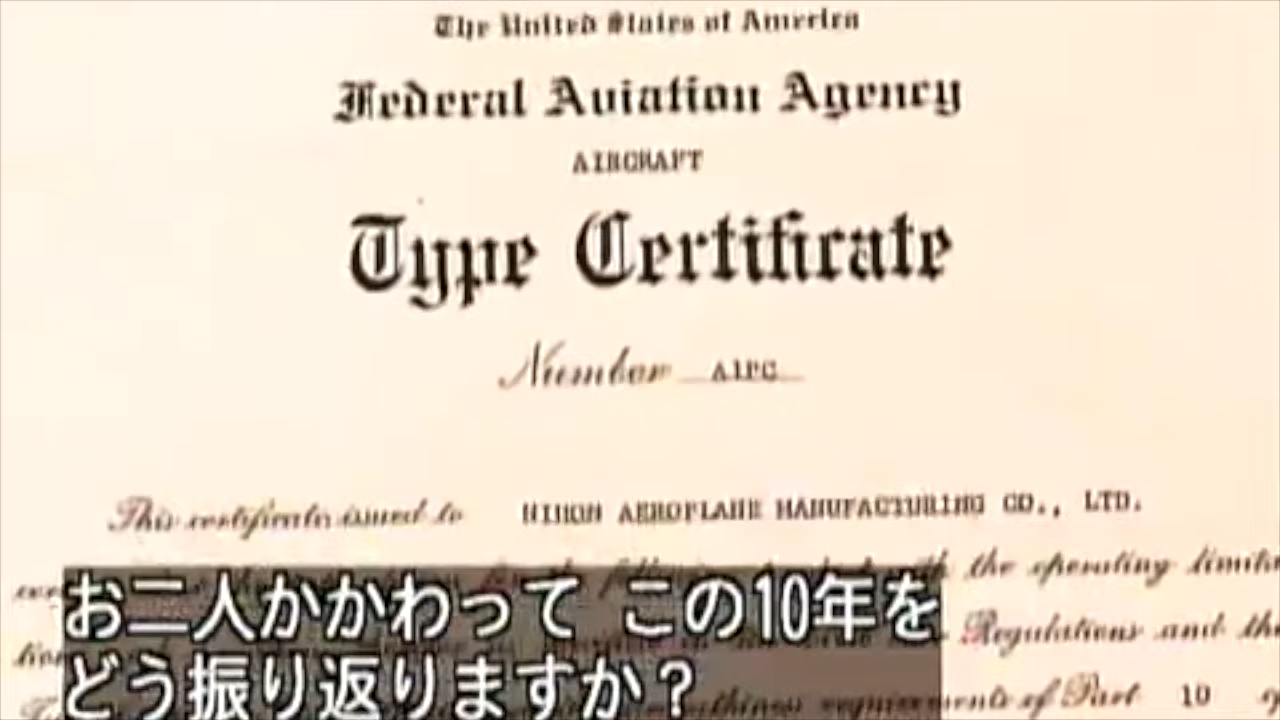 The United States of America
Federal Aviation Agency
AIRCRAFT
Type Certificate
Number A1PC
This certificate issued to NIHON AEROPLANE MANUFACTURING CO., LTD.
the operating limita
Regulations and the
requirements of Part 10
お二人かかわって この10年を
どう振り返りますか?